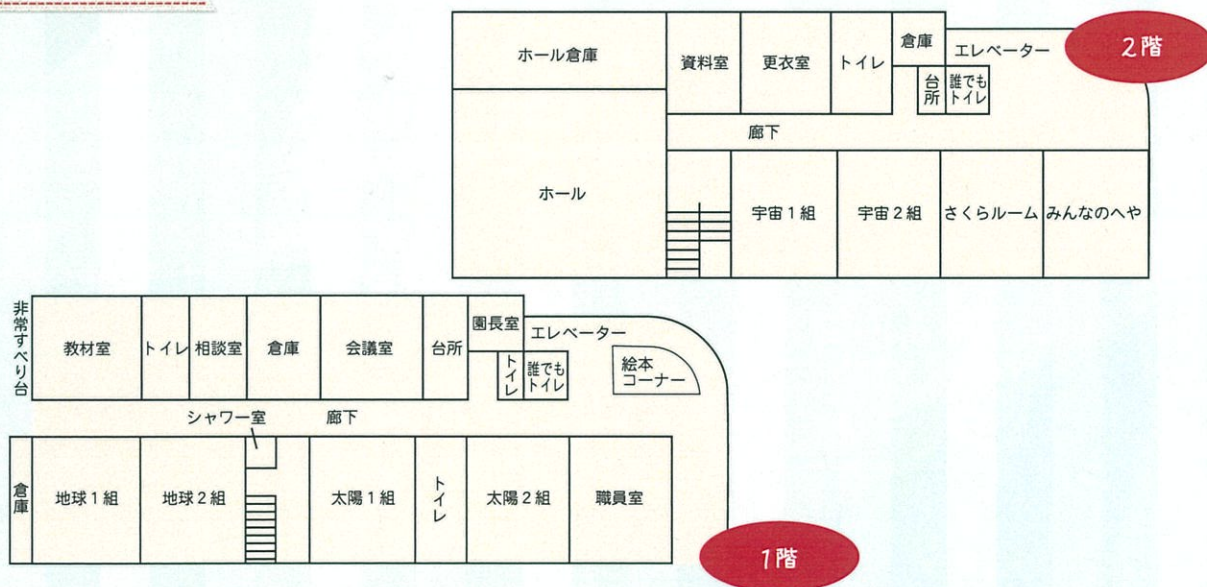 2階
ホール倉庫
資料室
更衣室
トイレ
倉庫
エレベーター
台所
誰でも
トイレ
廊下
ホール
宇宙1組
宇宙2組
さくらルーム
みんなのへや
非常すべり台
教材室
トイレ
相談室
倉庫
会議室
台所
園長室
エレベーター
トイレ
誰でも
トイレ
絵本
コーナー
シャワー室
廊下
倉庫
地球1組
地球2組
太陽1組
トイレ
太陽2組
職員室
1階